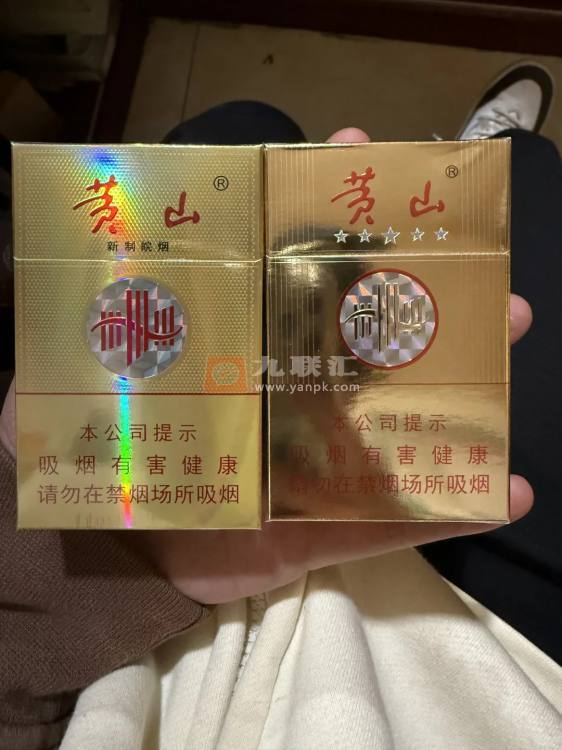 黄山®
新制皖烟
本公司提示
吸烟有害健康
请勿在禁烟场所吸烟
黄山®
本公司提示
吸烟有害健康
请勿在禁烟场所吸烟
九联汇
www.yanpk.com